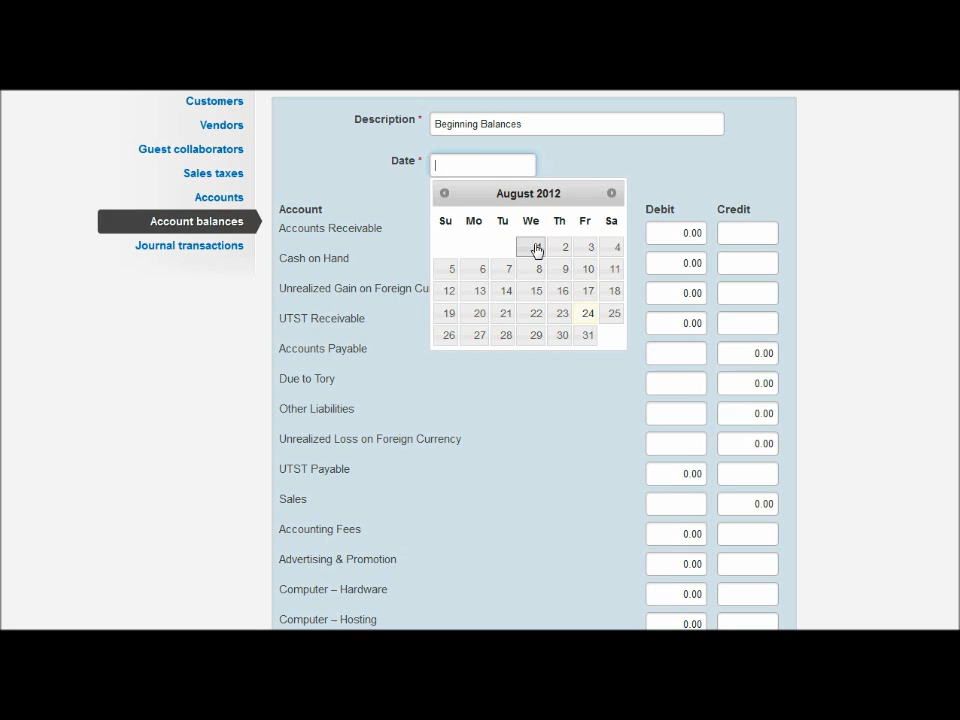 Customers
Vendors
Guest collaborators
Sales taxes
Accounts
Account balances
Journal transactions
Description * Beginning Balances
Date *
August 2012
Su Mo Tu We Th Fr Sa
2 3 4
5 6 7 8 9 10 11
12 13 14 15 16 17 18
19 20 21 22 23 24 25
26 27 28 29 30 31
Account Debit Credit
Accounts Receivable 0.00
Cash on Hand 0.00
Unrealized Gain on Foreign 0.00
UTST Receivable 0.00
Accounts Payable 0.00
Due to Tory 0.00
Other Liabilities 0.00
Unrealized Loss on Foreign Currency 0.00
UTST Payable 0.00
Sales 0.00
Accounting Fees 0.00
Advertising & Promotion 0.00
Computer – Hardware 0.00
Computer – Hosting 0.00